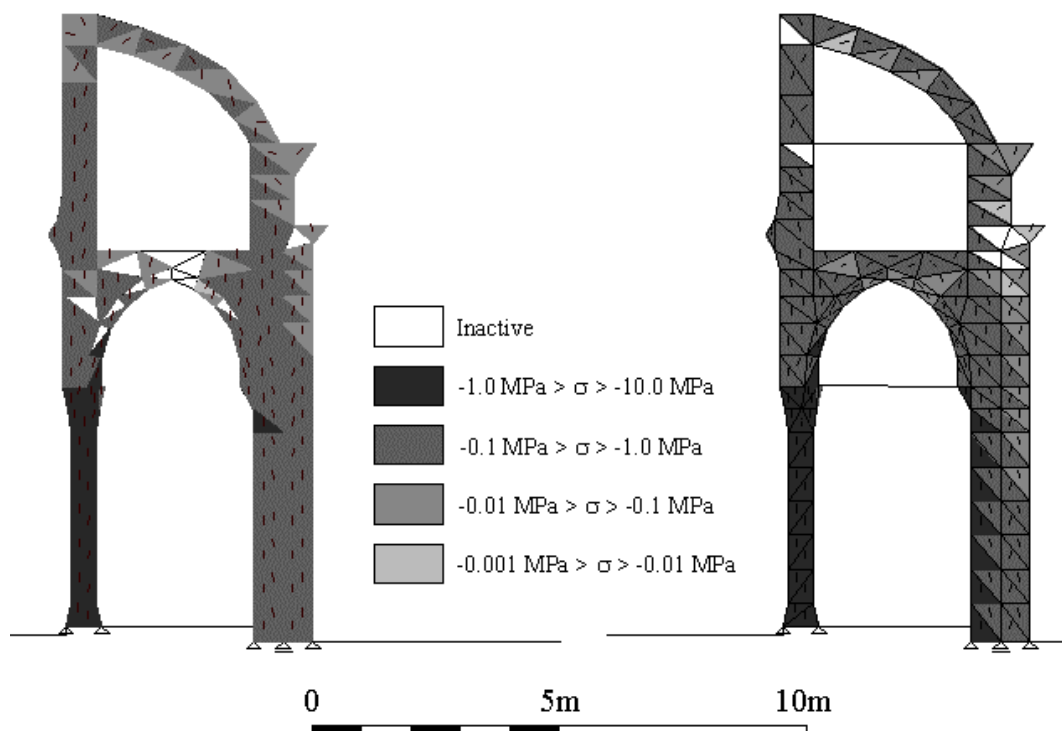 Inactive
-1.0 MPa > σ > -10.0 MPa
-0.1 MPa > σ > -1.0 MPa
-0.01 MPa > σ > -0.1 MPa
-0.001 MPa > σ > -0.01 MPa
0 5m 10m